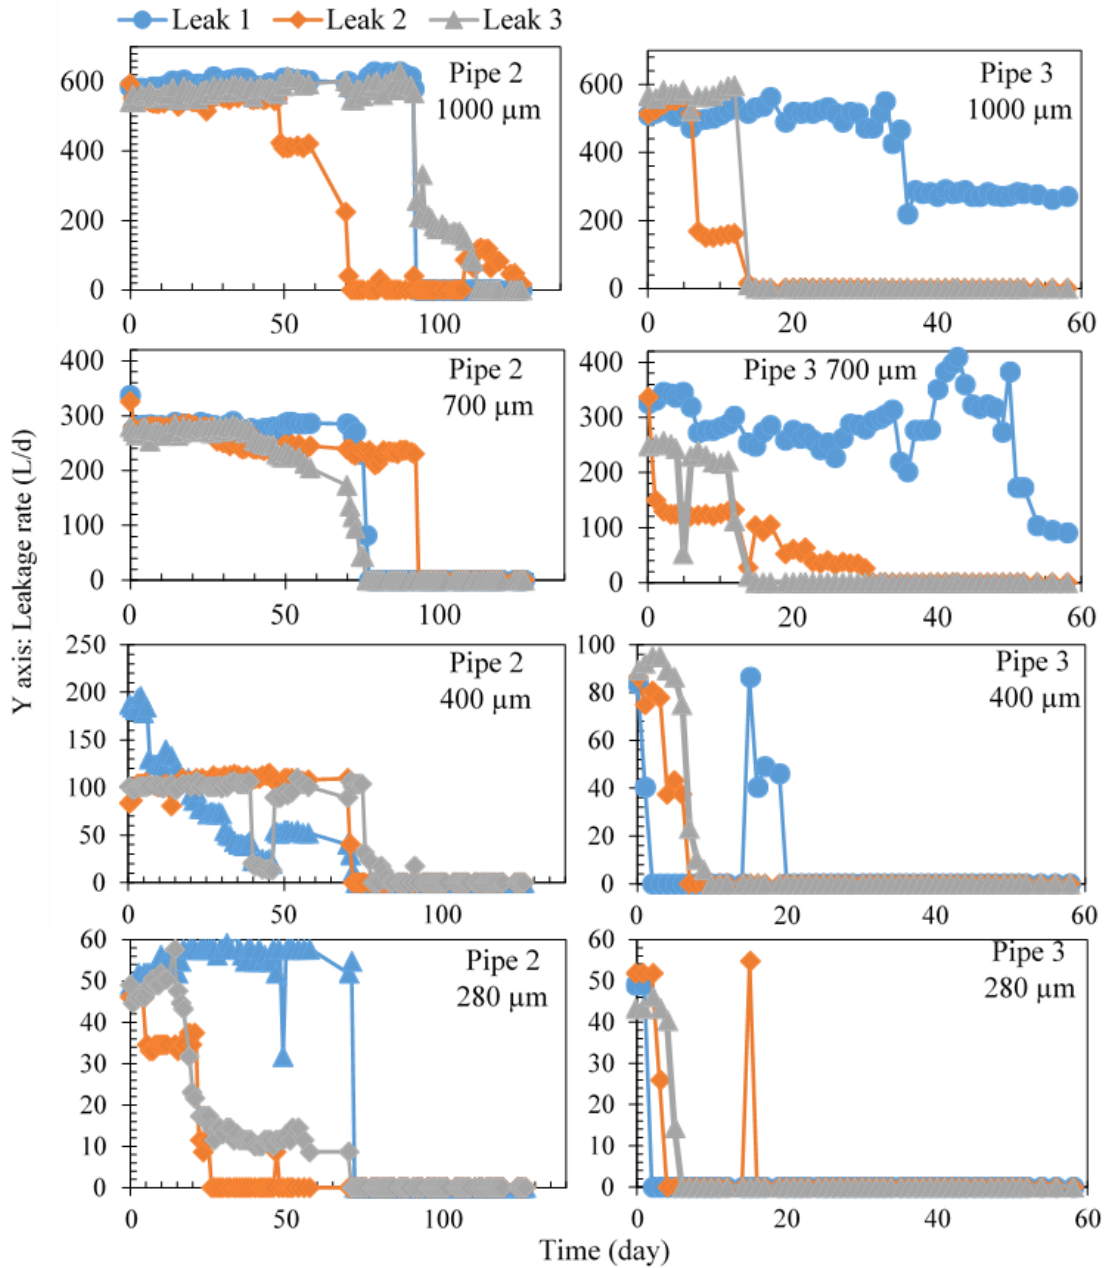 Leak 1 Leak 2 Leak 3
Y axis: Leakage rate (L/d)
Pipe 2
1000 µm
600
400
200
0
0 50 100
Pipe 3
1000 µm
600
400
200
0
0 20 40 60
Pipe 2
700 µm
400
300
200
100
0
0 50 100
Pipe 3 700 µm
400
300
200
100
0
0 20 40 60
Pipe 2
400 µm
250
200
150
100
50
0
0 50 100
Pipe 3
400 µm
100
80
60
40
20
0
0 20 40 60
Pipe 2
280 µm
60
50
40
30
20
10
0
0 50 100
Pipe 3
280 µm
60
50
40
30
20
10
0
0 20 40 60
Time (day)